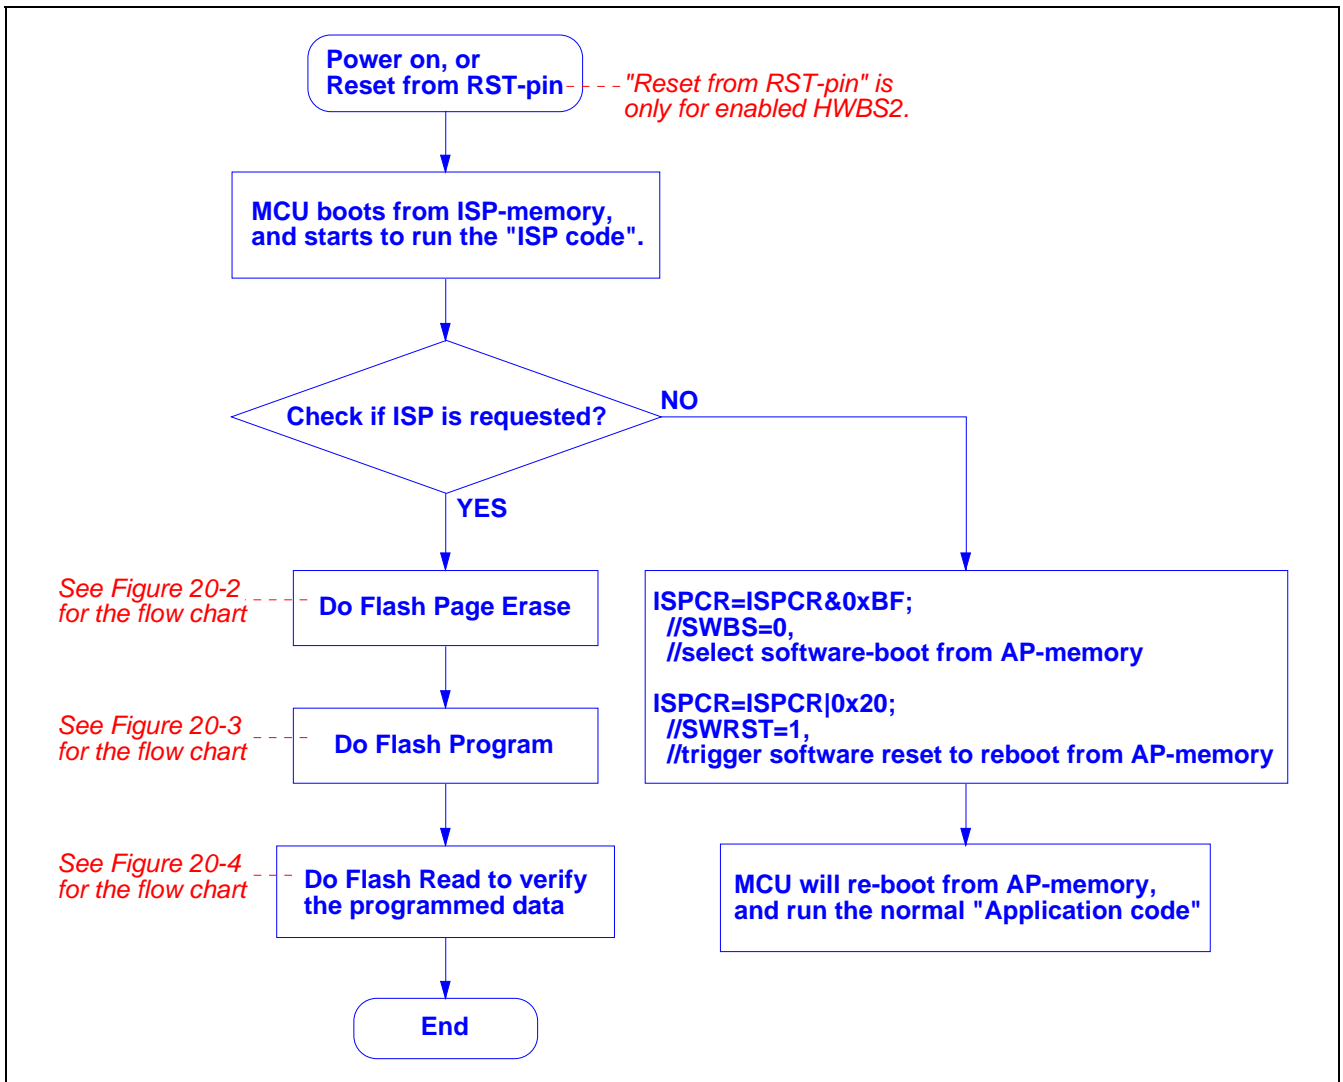 Power on, or
Reset from RST-pin
"Reset from RST-pin" is
only for enabled HWBS2.
MCU boots from ISP-memory,
and starts to run the "ISP code".
Check if ISP is requested?
NO
YES
See Figure 20-2
for the flow chart
Do Flash Page Erase
See Figure 20-3
for the flow chart
Do Flash Program
See Figure 20-4
for the flow chart
Do Flash Read to verify
the programmed data
End
ISPCR=ISPCR&0xBF;
//SWBS=0,
//select software-boot from AP-memory
ISPCR=ISPCR|0x20;
//SWRST=1,
//trigger software reset to reboot from AP-memory
MCU will re-boot from AP-memory,
and run the normal "Application code"